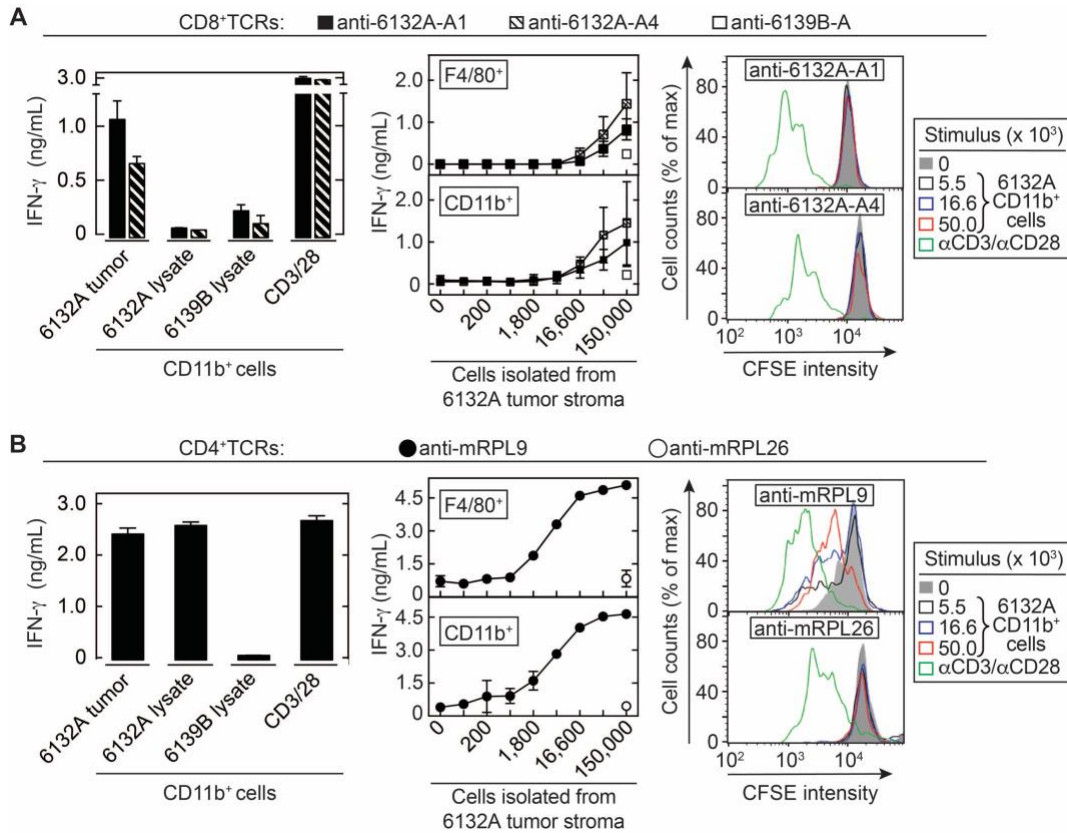 A
CD8+TCRs: anti-6132A-A1 anti-6132A-A4 anti-6139B-A
IFN-γ (ng/mL)
3.0
1.0
0.5
0
6132A tumor
6132A lysate
6139B lysate
CD3/28
CD11b+ cells
IFN-γ (ng/mL)
F4/80+
2.0
1.0
0
CD11b+
2.0
1.0
0
0
200
1,800
16,600
150,000
Cells isolated from
6132A tumor stroma
Cell counts (% of max)
anti-6132A-A1
80
40
0
anti-6132A-A4
80
40
0
10² 10³ 10⁴
CFSE intensity
Stimulus (x 10³)
0
5.5
16.6
50.0
6132A
CD11b+
cells
αCD3/αCD28
B
CD4+TCRs: anti-mRPL9 anti-mRPL26
IFN-γ (ng/mL)
3.0
2.0
1.0
0
6132A tumor
6132A lysate
6139B lysate
CD3/28
CD11b+ cells
IFN-γ (ng/mL)
F4/80+
4.5
3.0
1.5
0
CD11b+
4.5
3.0
1.5
0
0
200
1,800
16,600
150,000
Cells isolated from
6132A tumor stroma
Cell counts (% of max)
anti-mRPL9
80
40
0
anti-mRPL26
80
40
0
10² 10³ 10⁴
CFSE intensity
Stimulus (x 10³)
0
5.5
16.6
50.0
6132A
CD11b+
cells
αCD3/αCD28